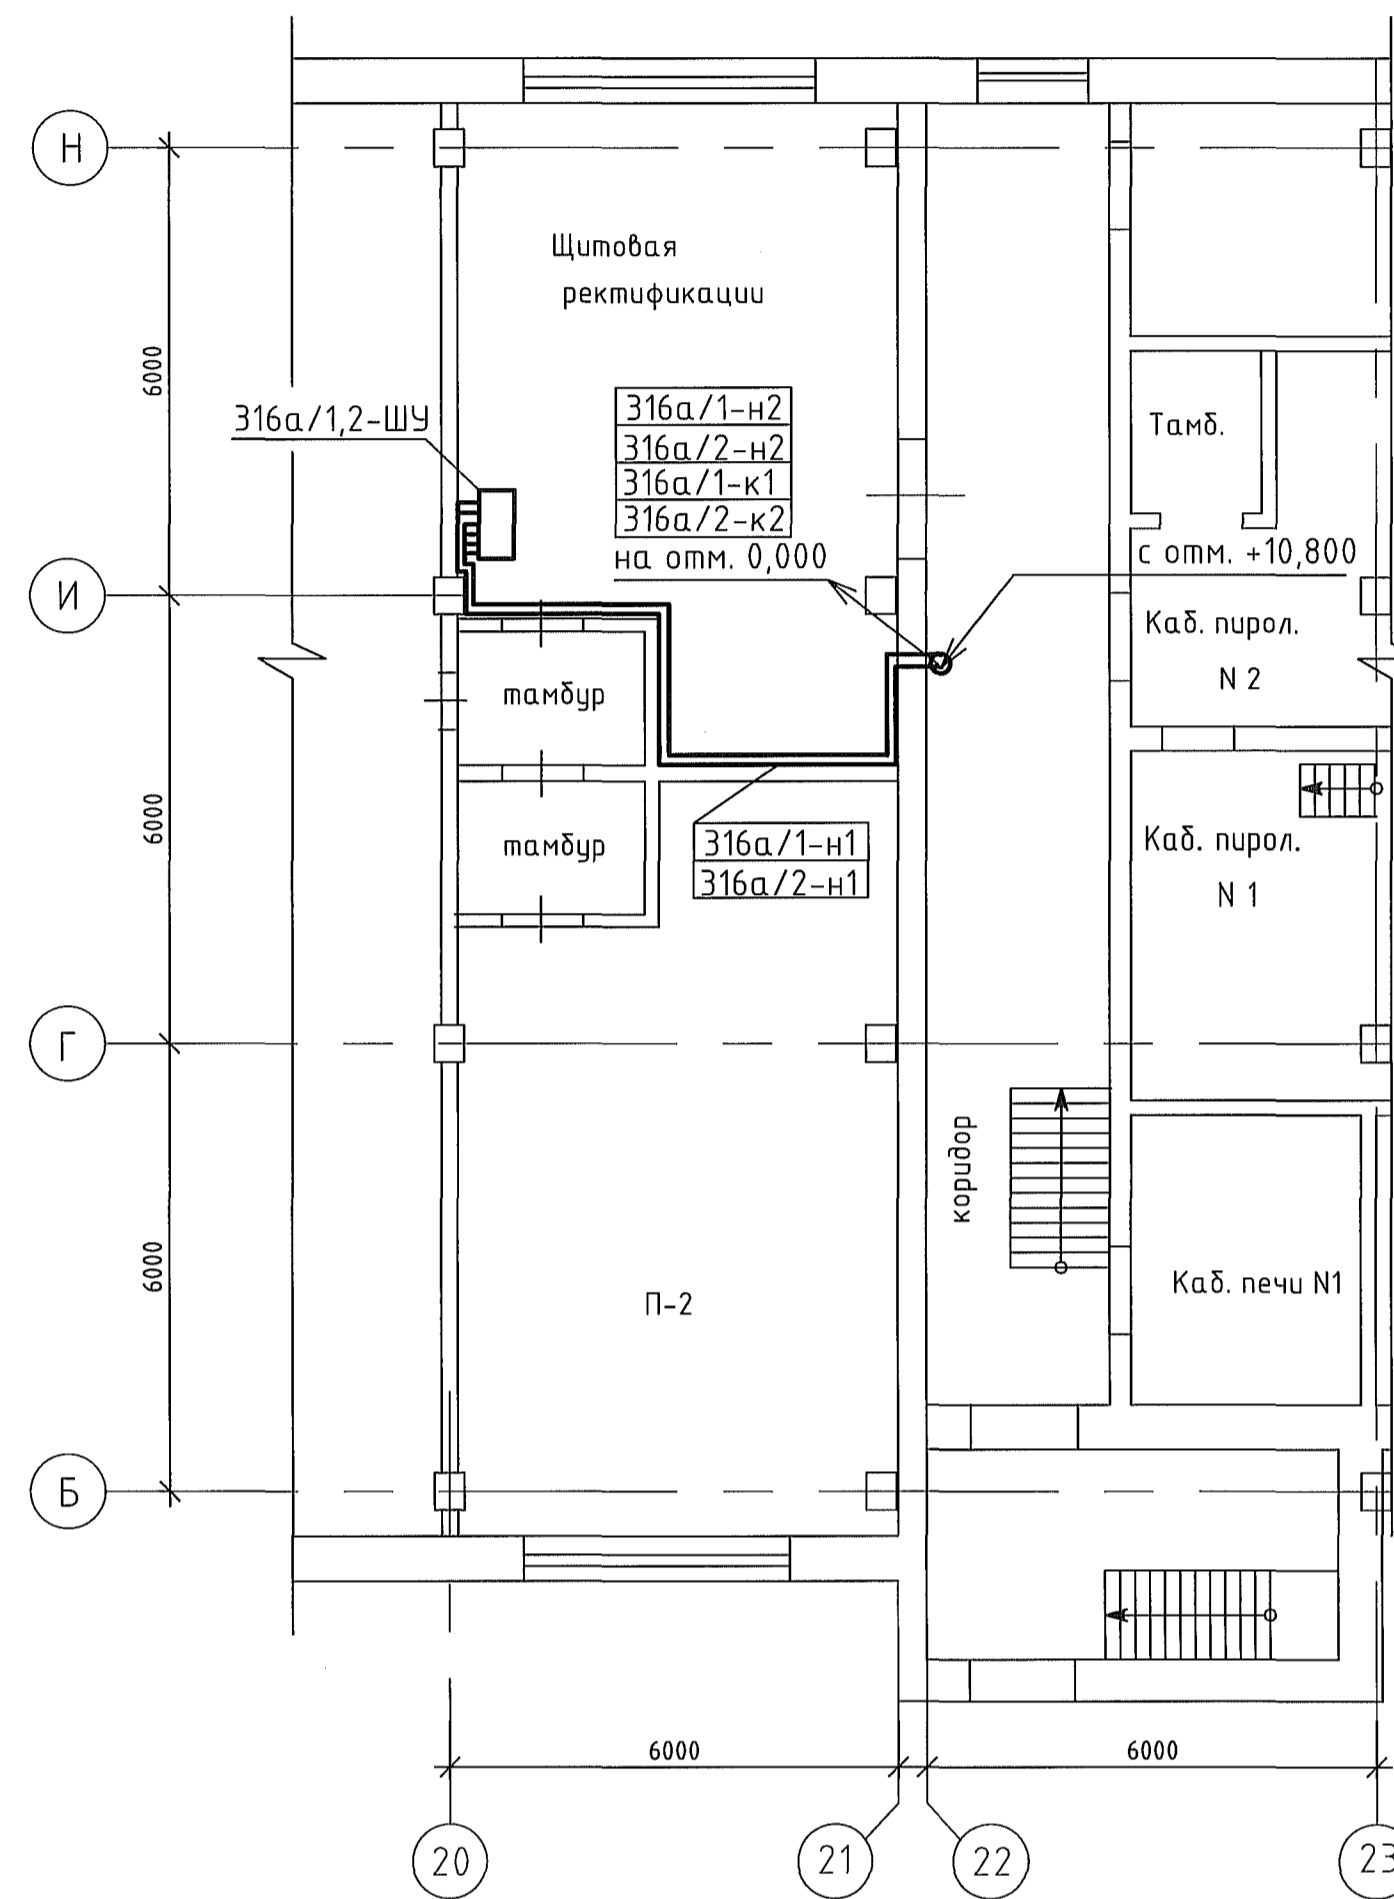 Н
Щитовая
ректификации
6000
316а/1,2-ШУ
316а/1-н2
316а/2-н2
316а/1-к1
316а/2-к2
на отм. 0,000
Тамб.
с отм. +10,800
И
Каб. пирол.
N 2
тамбур
6000
тамбур
316а/1-н1
316а/2-н1
Каб. пирол.
N 1
Г
коридор
6000
Каб. печи N1
П-2
Б
6000
6000
20
21
22
23